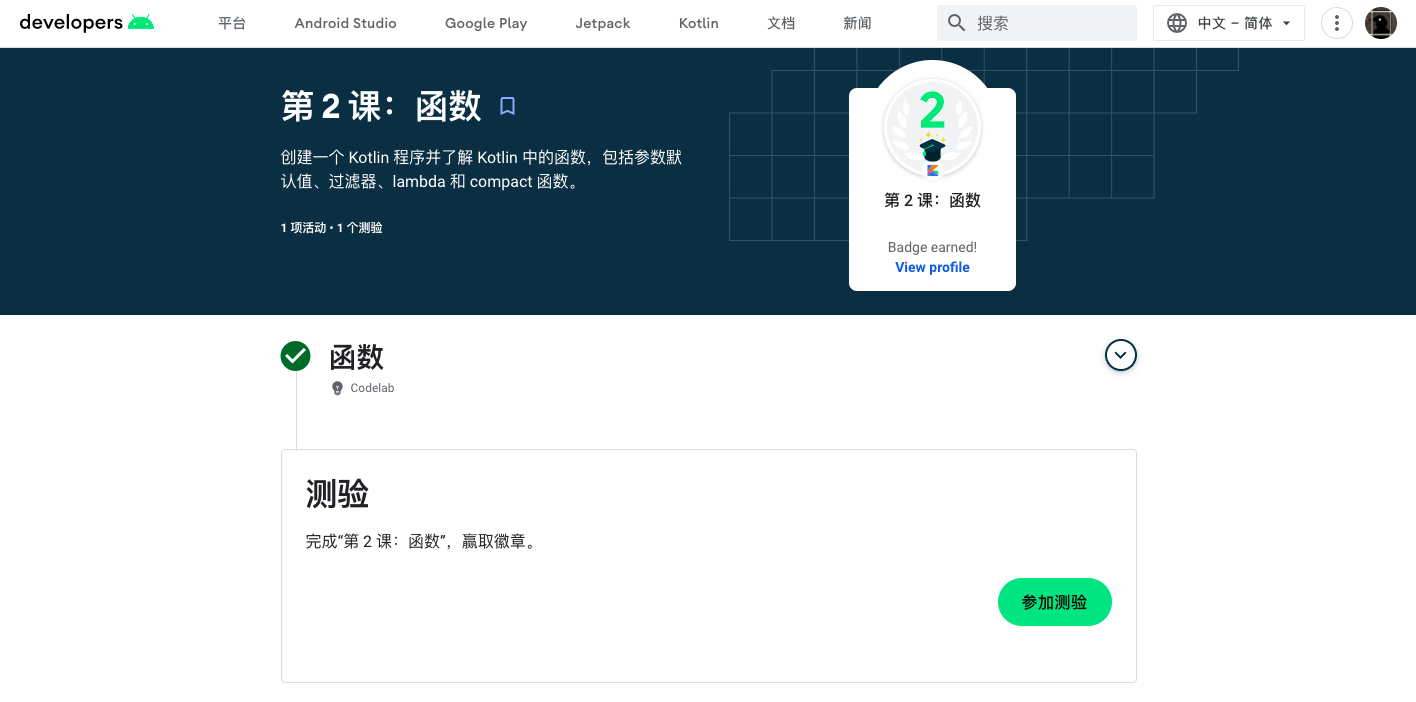 developers 平台 Android Studio Google Play Jetpack Kotlin 文档 新闻 搜索 中文 – 简体
第 2 课：函数
创建一个 Kotlin 程序并了解 Kotlin 中的函数，包括参数默
认值、过滤器、lambda 和 compact 函数。
1 项活动 • 1 个测验
2
第 2 课：函数
Badge earned!
View profile
函数
Codelab
测验
完成“第 2 课：函数”，赢取徽章。
参加测验